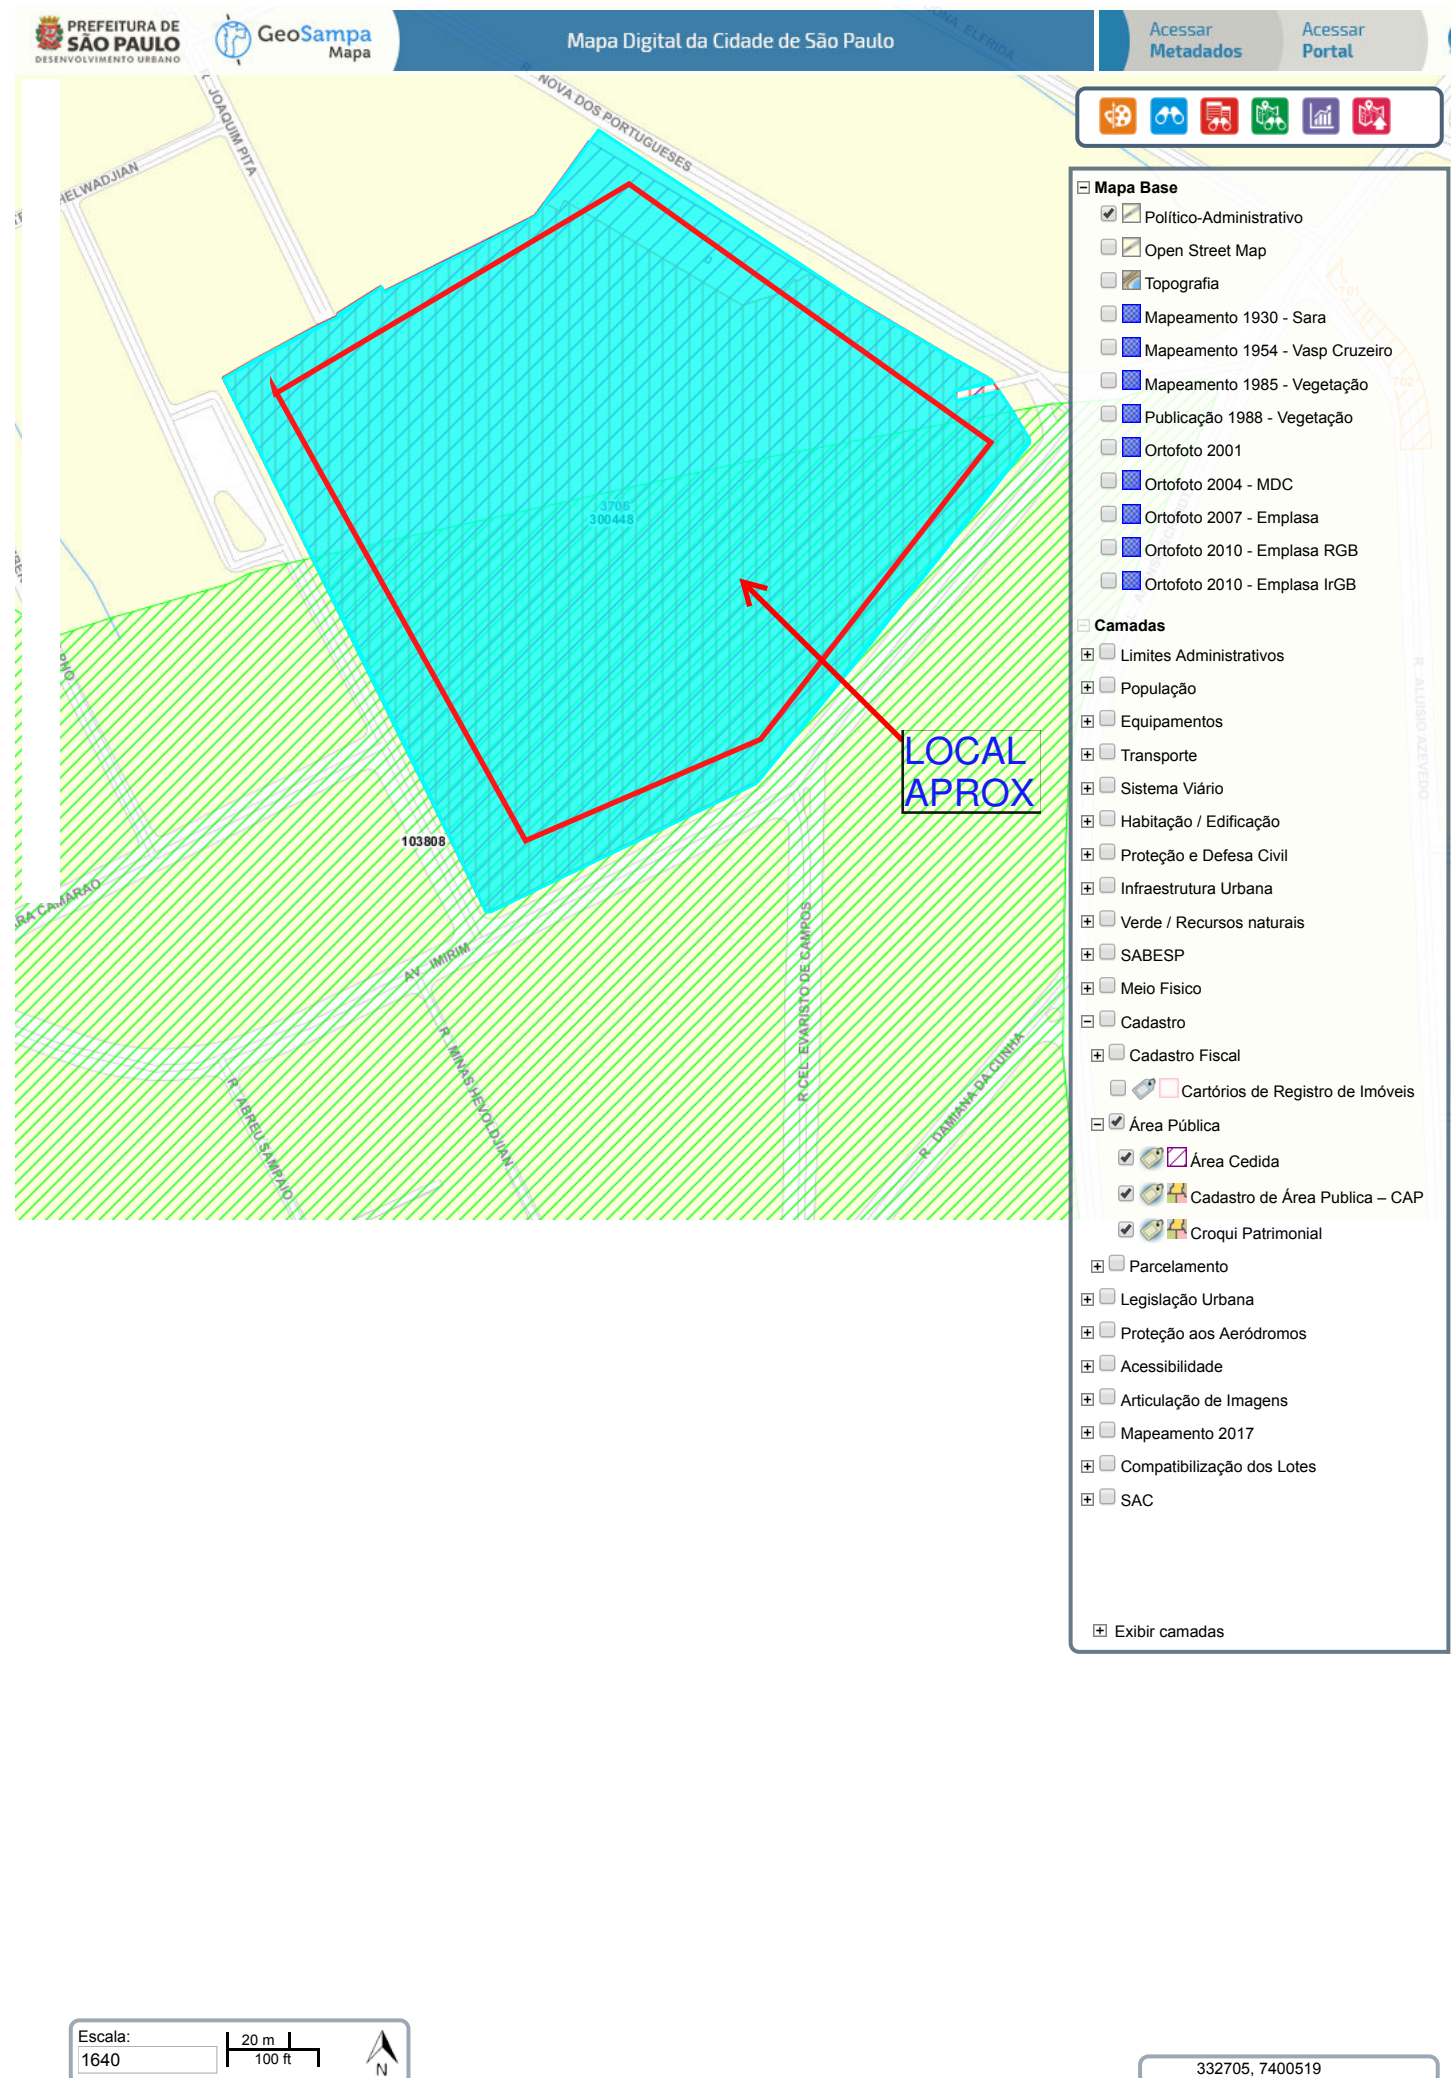 PREFEITURA DE
SÃO PAULO
DESENVOLVIMENTO URBANO
GeoSampa
Mapa
Mapa Digital da Cidade de São Paulo
Acessar
Metadados
Acessar
Portal
R NOVA DOS PORTUGUESES
JOAQUIM PITA
HELWADJIAN
3706
300448
LOCAL
APROX
103808
AV IMIRIM
R MINAS HEVOLDJIAN
R ABREU SAMPAIO
R CEL EVARISTO DE CAMPOS
R DAMIANA DA CUNHA
R ALUISIO AZEVEDO
701
702
Mapa Base
Político-Administrativo
Open Street Map
Topografia
Mapeamento 1930 - Sara
Mapeamento 1954 - Vasp Cruzeiro
Mapeamento 1985 - Vegetação
Publicação 1988 - Vegetação
Ortofoto 2001
Ortofoto 2004 - MDC
Ortofoto 2007 - Emplasa
Ortofoto 2010 - Emplasa RGB
Ortofoto 2010 - Emplasa IrGB
Camadas
Limites Administrativos
População
Equipamentos
Transporte
Sistema Viário
Habitação / Edificação
Proteção e Defesa Civil
Infraestrutura Urbana
Verde / Recursos naturais
SABESP
Meio Fisico
Cadastro
Cadastro Fiscal
Cartórios de Registro de Imóveis
Área Pública
Área Cedida
Cadastro de Área Publica – CAP
Croqui Patrimonial
Parcelamento
Legislação Urbana
Proteção aos Aeródromos
Acessibilidade
Articulação de Imagens
Mapeamento 2017
Compatibilização dos Lotes
SAC
Exibir camadas
Escala:
1640
20 m
100 ft
N
332705, 7400519